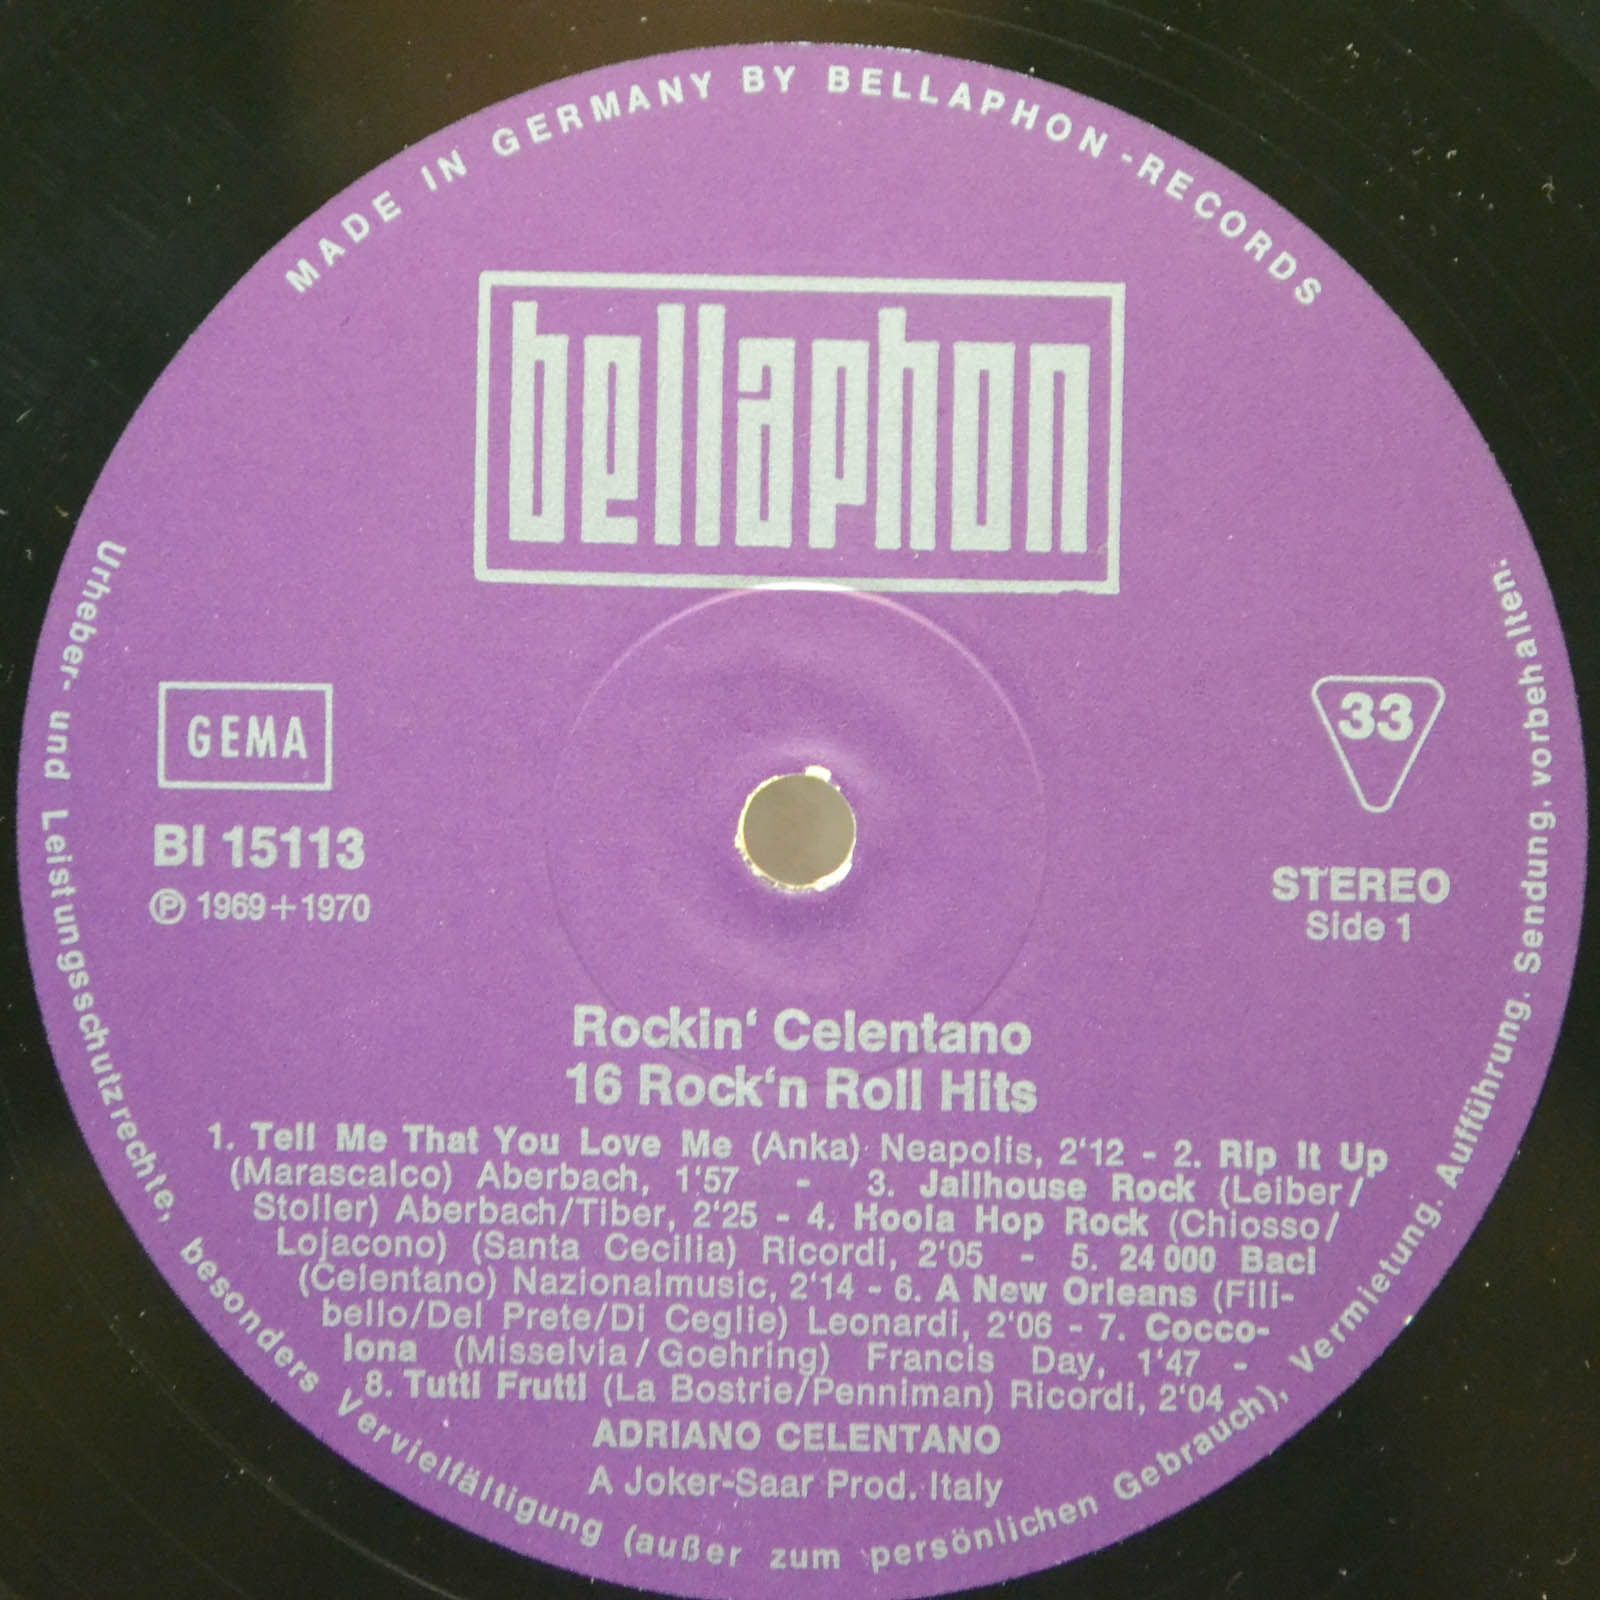 MADE IN GERMANY BY BELLAPHON-RECORDS
bellaphon
GEMA
BI 15113
℗ 1969+1970
33
STEREO
Side 1
Rockin' Celentano
16 Rock'n Roll Hits
1. Tell Me That You Love Me (Anka) Neapolis, 2'12 - 2. Rip It Up
(Marascalco) Aberbach, 1'57 - 3. Jailhouse Rock (Leiber/
Stoller) Aberbach/Tiber, 2'25 - 4. Hoola Hop Rock (Chiosso/
Lojacono) (Santa Cecilia) Ricordi, 2'05 - 5. 24 000 Baci
(Celentano) Nazionalmusic, 2'14 - 6. A New Orleans (Fili-
bello/Del Prete/Di Ceglie) Leonardi, 2'06 - 7. Cocco-
lona (Misselvia/Goehring) Francis Day, 1'47 -
8. Tutti Frutti (La Bostrie/Penniman) Ricordi, 2'04
ADRIANO CELENTANO
A Joker-Saar Prod. Italy
Urheber- und Leistungsschutzrechte, besonders Vervielfältigung (außer zum persönlichen Gebrauch), Vermietung. Aufführung. Sendung. vorbehalten.